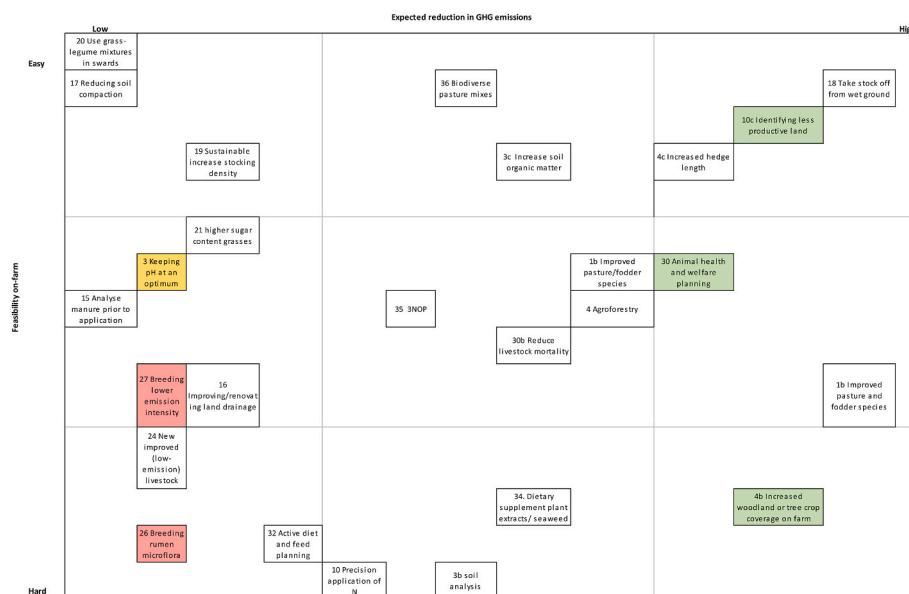 Expected reduction in GHG emissions
Low
Hig
Easy
20 Use grass-
legume mixtures
in swards
17 Reducing soil
compaction
36 Biodiverse
pasture mixes
18 Take stock off
from wet ground
10c Identifying less
productive land
19 Sustainable
increase stocking
density
3c Increase soil
organic matter
4c Increased hedge
length
21 higher sugar
content grasses
3 Keeping
pH at an
optimum
1b Improved
pasture/fodder
species
30 Animal health
and welfare
planning
Feasibility on-farm
15 Analyse
manure prior to
application
35 3NOP
4 Agroforestry
30b Reduce
livestock mortality
27 Breeding
lower
emission
intensity
16
Improving/renovat
ing land drainage
1b Improved
pasture and
fodder species
24 New
improved
(low-
emission)
livestock
34. Dietary
supplement plant
extracts/ seaweed
4b Increased
woodland or tree crop
coverage on farm
26 Breeding
rumen
microflora
32 Active diet
and feed
planning
10 Precision
application of
N
3b soil
analysis
Hard